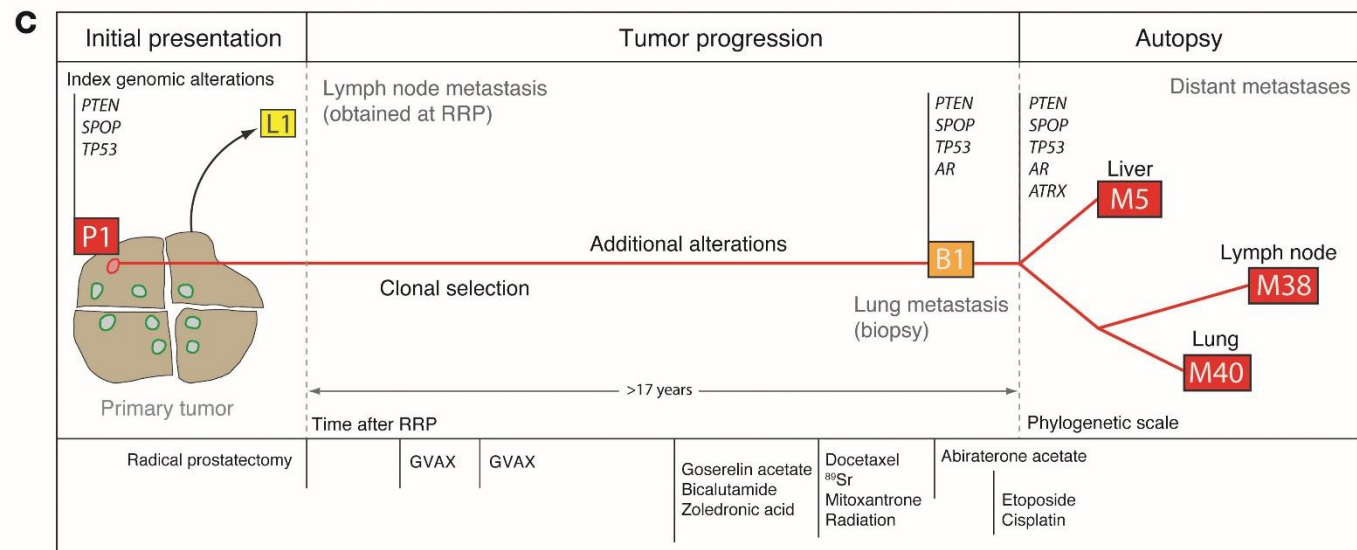 C
Initial presentation
Tumor progression
Autopsy
Index genomic alterations
PTEN
SPOP
TP53
L1
P1
Primary tumor
Lymph node metastasis
(obtained at RRP)
Additional alterations
Clonal selection
PTEN
SPOP
TP53
AR
B1
Lung metastasis
(biopsy)
>17 years
Time after RRP
Distant metastases
PTEN
SPOP
TP53
AR
ATRX
Liver
M5
Lymph node
M38
Lung
M40
Phylogenetic scale
Radical prostatectomy
GVAX
GVAX
Goserelin acetate
Bicalutamide
Zoledronic acid
Docetaxel
⁸⁹Sr
Mitoxantrone
Radiation
Abiraterone acetate
Etoposide
Cisplatin